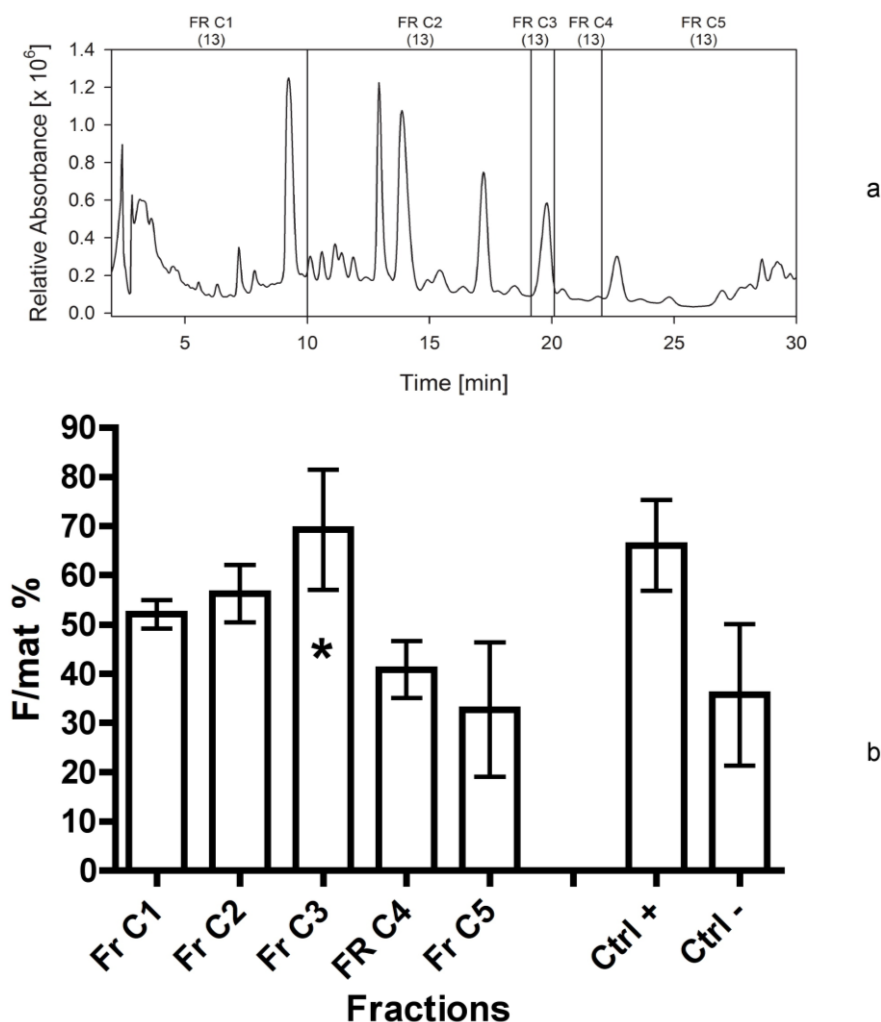 FR C1 FR C2 FR C3 FR C4 FR C5
(13) (13) (13) (13) (13)
Relative Absorbance [x 10⁶]
1.4
1.2
1.0
0.8
0.6
0.4
0.2
0.0
5 10 15 20 25 30
Time [min]
a
F/mat %
90
80
70
60
50
40
30
20
10
0
*
Fr C1 Fr C2 Fr C3 FR C4 Fr C5 Ctrl + Ctrl -
Fractions
b